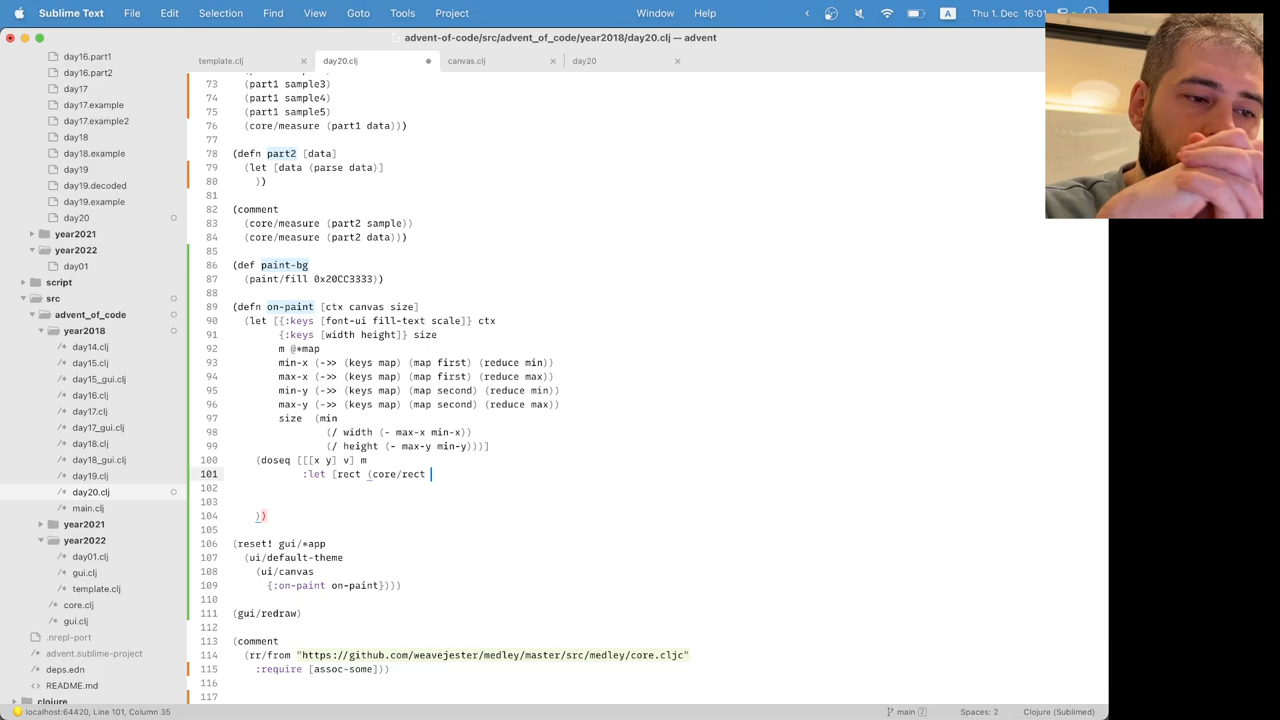 Sublime Text File Edit Selection Find View Goto Tools Project Window Help A Thu 1. Dec 16:01
advent-of-code/src/advent_of_code/year2018/day20.clj — advent
template.clj day20.clj canvas.clj day20
day16.part1
day16.part2
day17
day17.example
day17.example2
day18
day18.example
day19
day19.decoded
day19.example
day20
year2021
year2022
day01
script
src
advent_of_code
year2018
day14.clj
day15.clj
day15_gui.clj
day16.clj
day17.clj
day17_gui.clj
day18.clj
day18_gui.clj
day19.clj
day20.clj
main.clj
year2021
year2022
day01.clj
gui.clj
template.clj
core.clj
gui.clj
.nrepl-port
advent.sublime-project
deps.edn
README.md
clojure
73 (part1 sample3)
74 (part1 sample4)
75 (part1 sample5)
76 (core/measure (part1 data)))
77
78 (defn part2 [data]
79 (let [data (parse data)]
80 ))
81
82 (comment
83 (core/measure (part2 sample))
84 (core/measure (part2 data)))
85
86 (def paint-bg
87 (paint/fill 0x20CC3333))
88
89 (defn on-paint [ctx canvas size]
90 (let [{:keys [font-ui fill-text scale]} ctx
91 {:keys [width height]} size
92 m @*map
93 min-x (->> (keys map) (map first) (reduce min))
94 max-x (->> (keys map) (map first) (reduce max))
95 min-y (->> (keys map) (map second) (reduce min))
96 max-y (->> (keys map) (map second) (reduce max))
97 size (min
98 (/ width (- max-x min-x))
99 (/ height (- max-y min-y)))]
100 (doseq [[[x y] v] m
101 :let [rect (core/rect
102
103
104 ))
105
106 (reset! gui/*app
107 (ui/default-theme
108 (ui/canvas
109 {:on-paint on-paint})))
110
111 (gui/redraw)
112
113 (comment
114 (rr/from "https://github.com/weavejester/medley/master/src/medley/core.cljc"
115 :require [assoc-some]))
116
117
localhost:64420, Line 101, Column 35 main 2 Spaces: 2 Clojure (Sublimed)